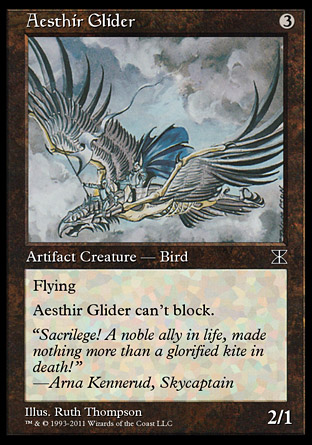 Aesthir Glider 3
Artifact Creature — Bird
Flying
Aesthir Glider can't block.
“Sacrilege! A noble ally in life, made
nothing more than a glorified kite in
death!”
—Arna Kennerud, Skycaptain
Illus. Ruth Thompson
™ & © 1993-2011 Wizards of the Coast LLC
2/1